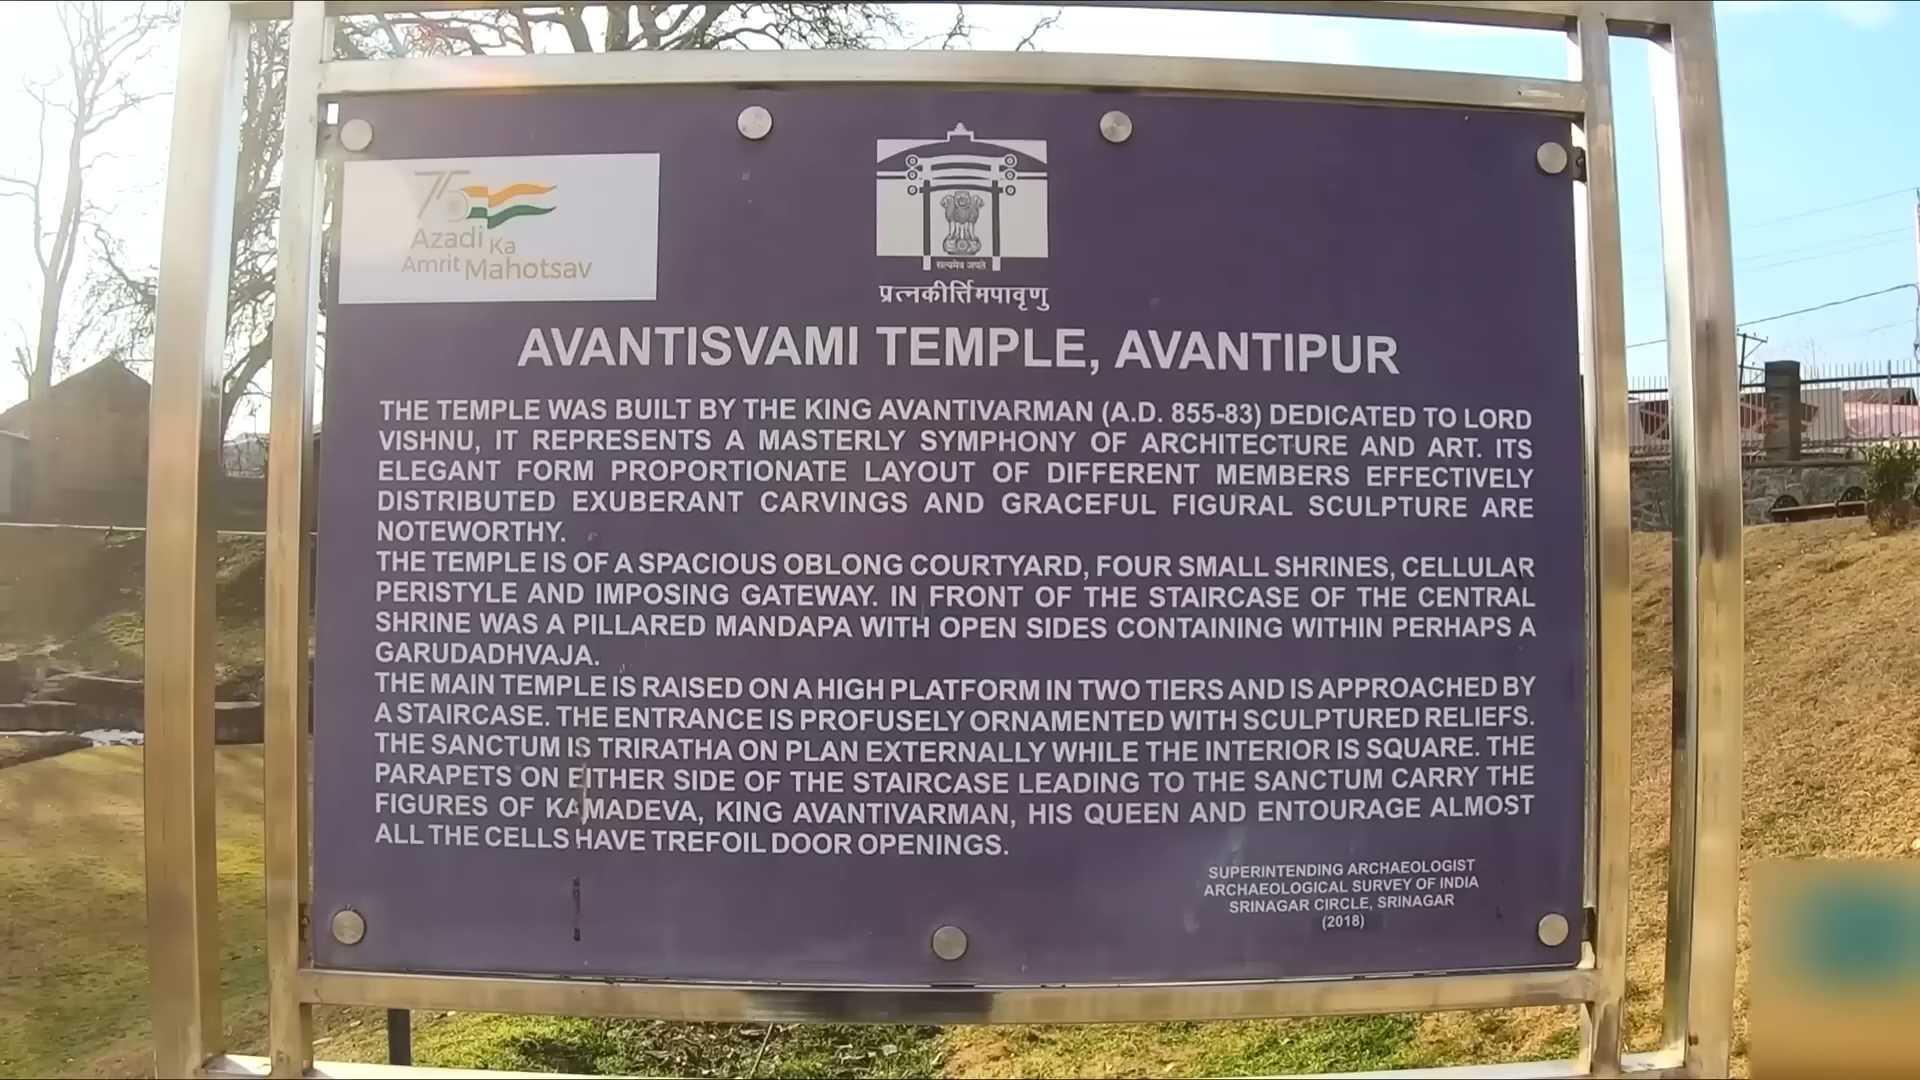 75
Azadi Ka
Amrit Mahotsav
सत्यमेव जयते
प्रत्नकीर्त्तिमपावृणु
AVANTISVAMI TEMPLE, AVANTIPUR
THE TEMPLE WAS BUILT BY THE KING AVANTIVARMAN (A.D. 855-83) DEDICATED TO LORD
VISHNU, IT REPRESENTS A MASTERLY SYMPHONY OF ARCHITECTURE AND ART. ITS
ELEGANT FORM PROPORTIONATE LAYOUT OF DIFFERENT MEMBERS EFFECTIVELY
DISTRIBUTED EXUBERANT CARVINGS AND GRACEFUL FIGURAL SCULPTURE ARE
NOTEWORTHY.
THE TEMPLE IS OF A SPACIOUS OBLONG COURTYARD, FOUR SMALL SHRINES, CELLULAR
PERISTYLE AND IMPOSING GATEWAY. IN FRONT OF THE STAIRCASE OF THE CENTRAL
SHRINE WAS A PILLARED MANDAPA WITH OPEN SIDES CONTAINING WITHIN PERHAPS A
GARUDADHVAJA.
THE MAIN TEMPLE IS RAISED ON A HIGH PLATFORM IN TWO TIERS AND IS APPROACHED BY
A STAIRCASE. THE ENTRANCE IS PROFUSELY ORNAMENTED WITH SCULPTURED RELIEFS.
THE SANCTUM IS TRIRATHA ON PLAN EXTERNALLY WHILE THE INTERIOR IS SQUARE. THE
PARAPETS ON EITHER SIDE OF THE STAIRCASE LEADING TO THE SANCTUM CARRY THE
FIGURES OF KAMADEVA, KING AVANTIVARMAN, HIS QUEEN AND ENTOURAGE ALMOST
ALL THE CELLS HAVE TREFOIL DOOR OPENINGS.
SUPERINTENDING ARCHAEOLOGIST
ARCHAEOLOGICAL SURVEY OF INDIA
SRINAGAR CIRCLE, SRINAGAR
(2018)